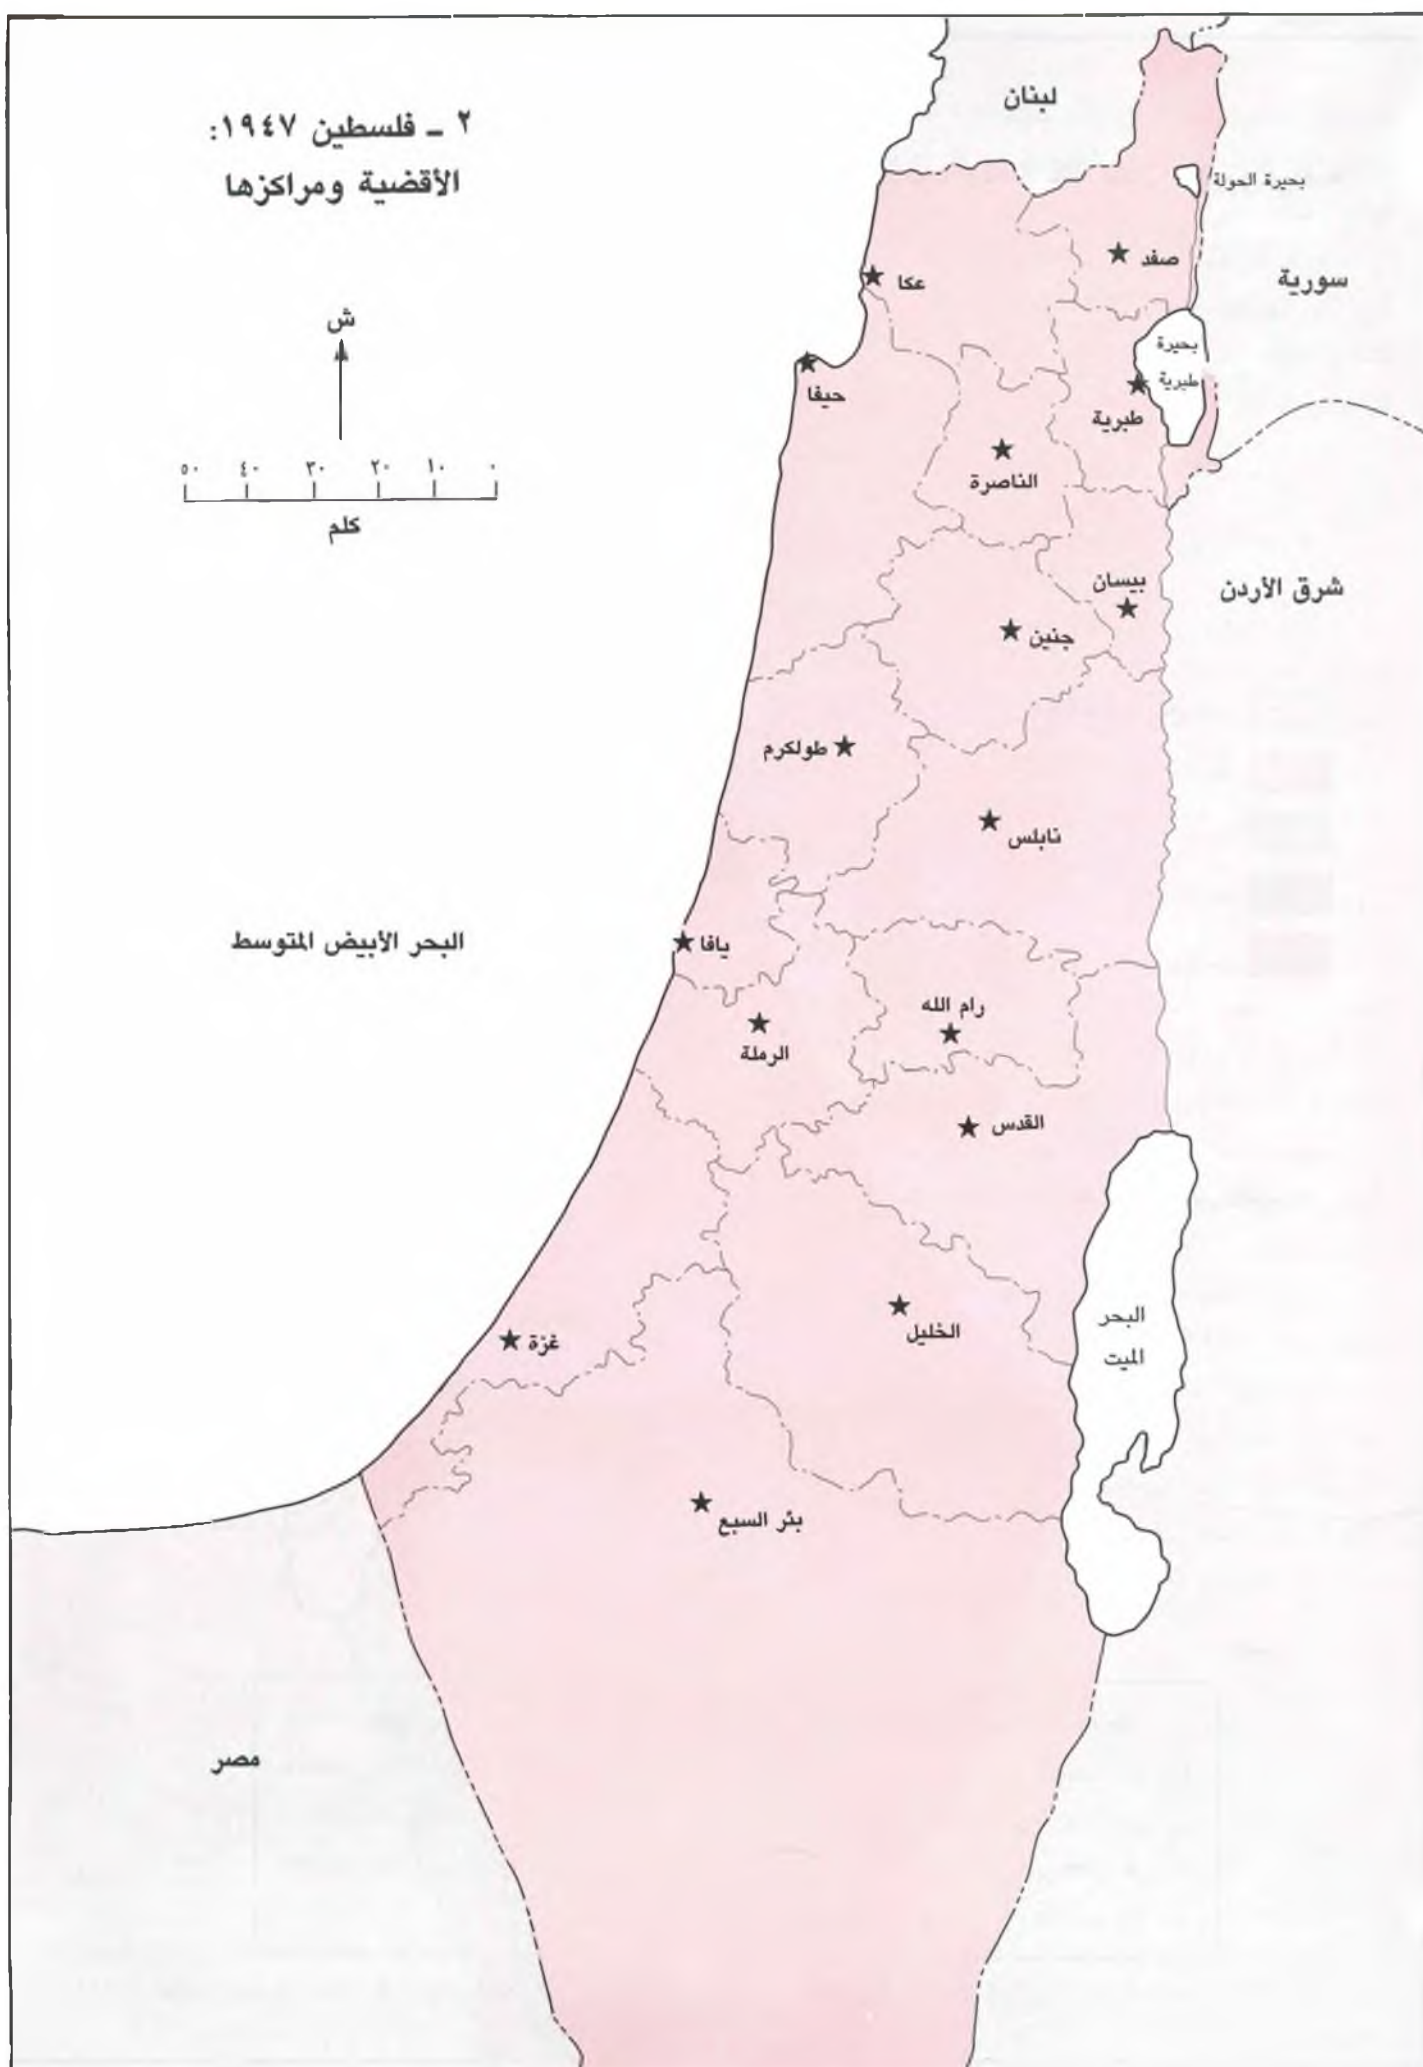 ٢ ـ فلسطين ١٩٤٧:
الأقضية ومراكزها
ش
٥٠ ٤٠ ٣٠ ٢٠ ١٠ ٠
كلم
لبنان
بحيرة الحولة
صفد
سورية
عكا
بحيرة
طبرية
حيفا
طبرية
الناصرة
بيسان
شرق الأردن
جنين
طولكرم
نابلس
البحر الأبيض المتوسط
يافا
رام الله
الرملة
القدس
البحر
الميت
الخليل
غزة
بئر السبع
مصر